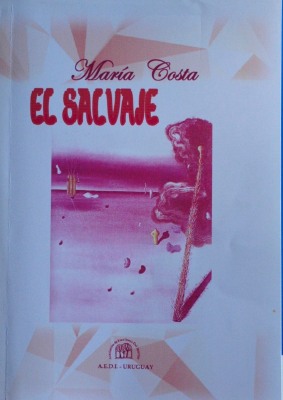 María Costa
EL SALVAJE
A.E.D.I. - URUGUAY